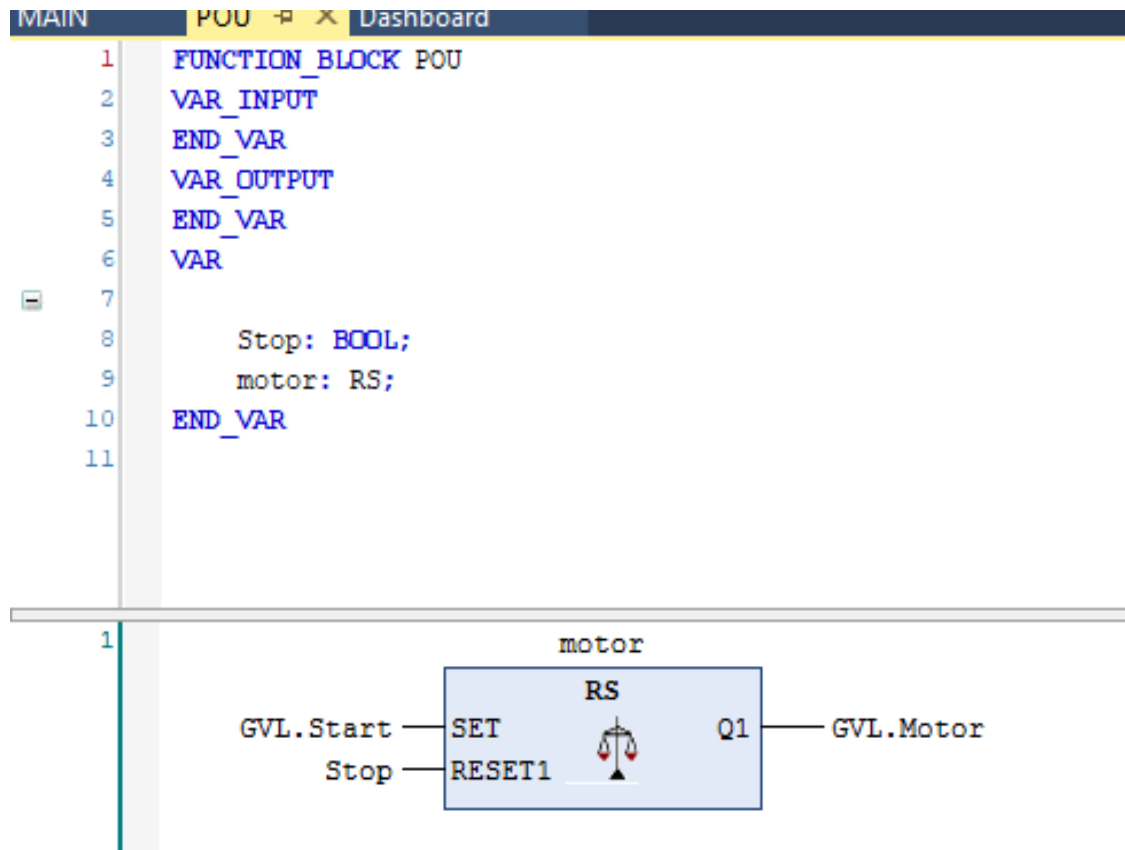 MAIN POU Dashboard
1 FUNCTION_BLOCK POU
2 VAR_INPUT
3 END_VAR
4 VAR_OUTPUT
5 END_VAR
6 VAR
7
8 Stop: BOOL;
9 motor: RS;
10 END_VAR
11
1 motor
RS
GVL.Start SET Q1 GVL.Motor
Stop RESET1